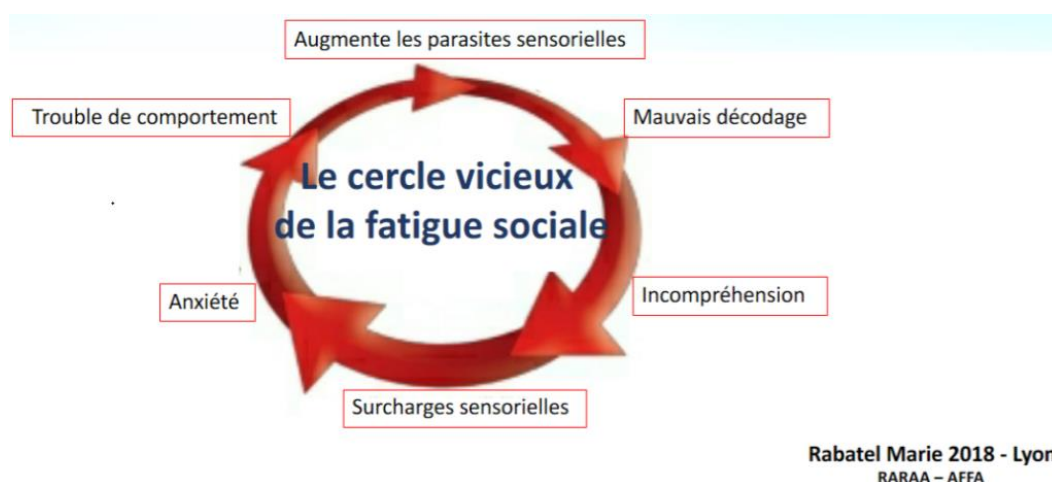 Augmente les parasites sensorielles
Trouble de comportement
Mauvais décodage
Le cercle vicieux
de la fatigue sociale
Anxiété
Incompréhension
Surcharges sensorielles
Rabatel Marie 2018 - Lyon
RARAA – AFFA